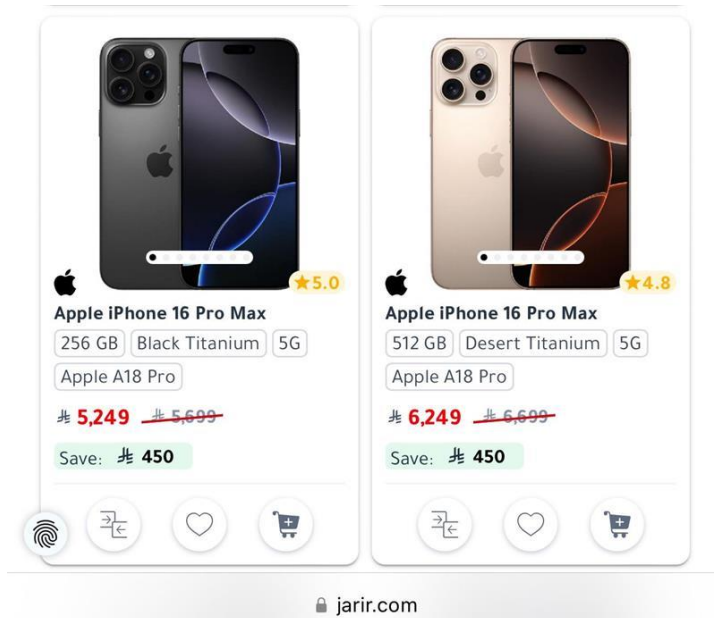 5.0
Apple iPhone 16 Pro Max
256 GB Black Titanium 5G
Apple A18 Pro
⃁ 5,249 ⃁ 5,699
Save: ⃁ 450
4.8
Apple iPhone 16 Pro Max
512 GB Desert Titanium 5G
Apple A18 Pro
⃁ 6,249 ⃁ 6,699
Save: ⃁ 450
jarir.com